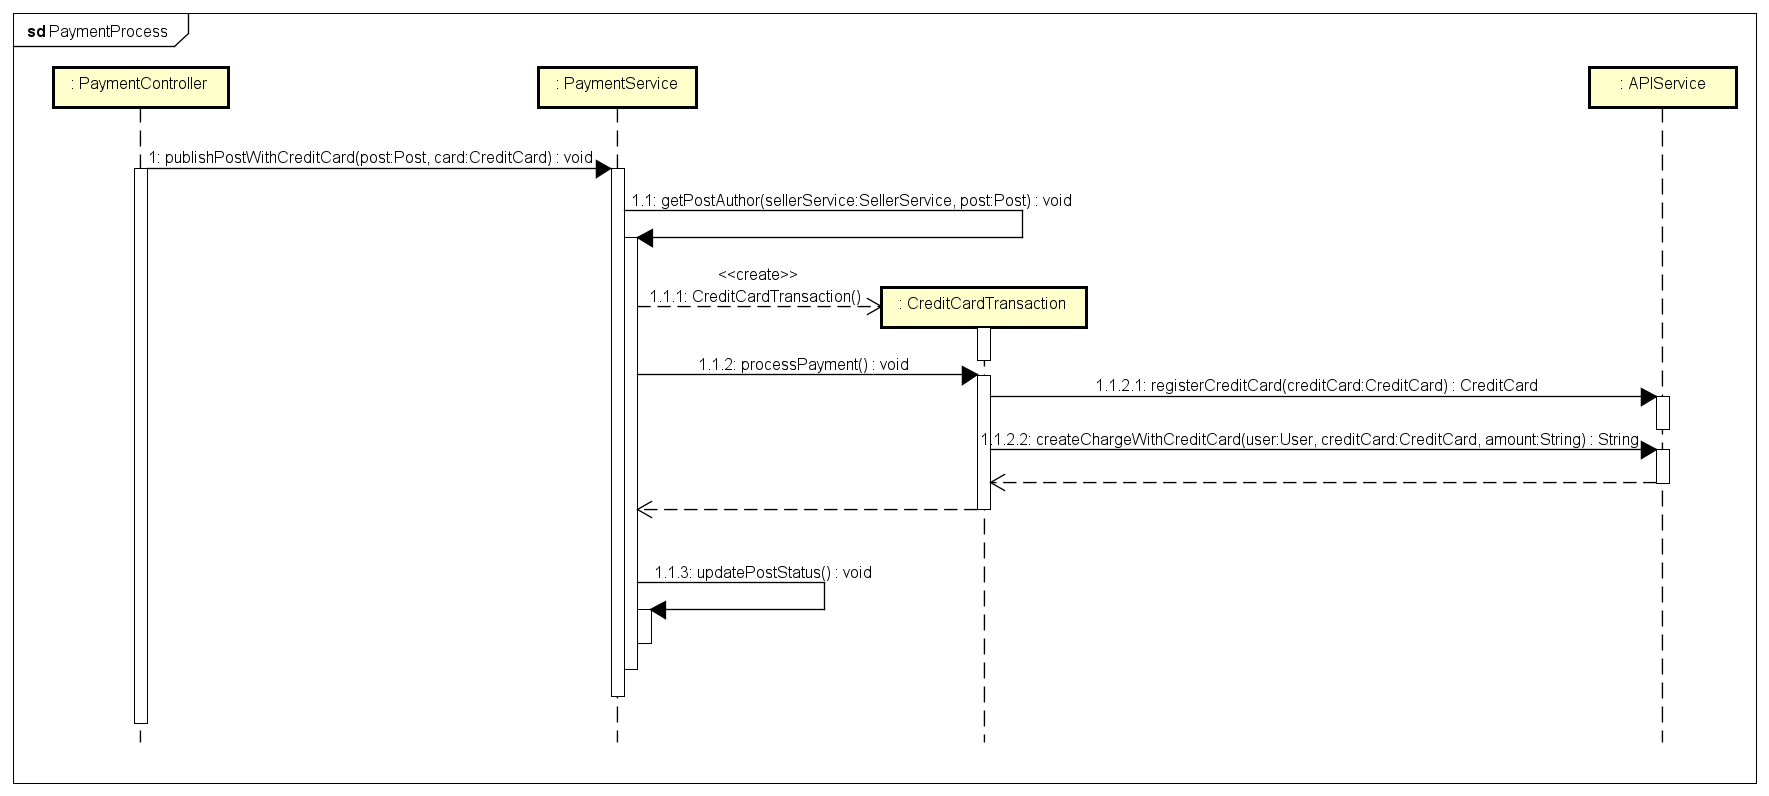 sd PaymentProcess
: PaymentController
: PaymentService
: APIService
1: publishPostWithCreditCard(post:Post, card:CreditCard) : void
1.1: getPostAuthor(sellerService:SellerService, post:Post) : void
<<create>>
1.1.1: CreditCardTransaction()
: CreditCardTransaction
1.1.2: processPayment() : void
1.1.2.1: registerCreditCard(creditCard:CreditCard) : CreditCard
1.1.2.2: createChargeWithCreditCard(user:User, creditCard:CreditCard, amount:String) : String
1.1.3: updatePostStatus() : void